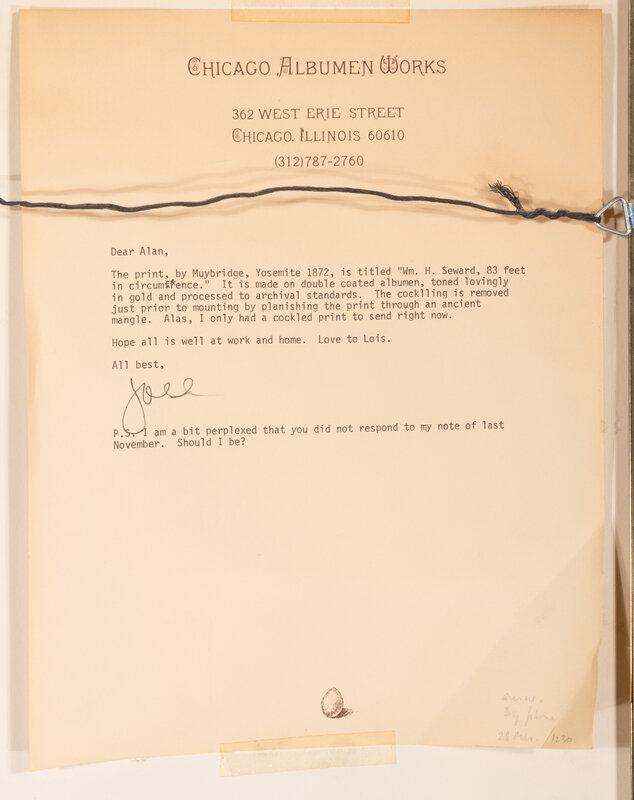 CHICAGO ALBUMEN WORKS
362 WEST ERIE STREET
CHICAGO, ILLINOIS 60610
(312)787-2760
Dear Alan,
The print, by Muybridge, Yosemite 1872, is titled "Wm. H. Seward, 83 feet
in circumfrence." It is made on double coated albumen, toned lovingly
in gold and processed to archival standards. The cocklling is removed
just prior to mounting by planishing the print through an ancient
mangle. Alas, I only had a cockled print to send right now.
Hope all is well at work and home. Love to Lois.
All best,
P.S. I am a bit perplexed that you did not respond to my note of last
November. Should I be?
By phone
1230